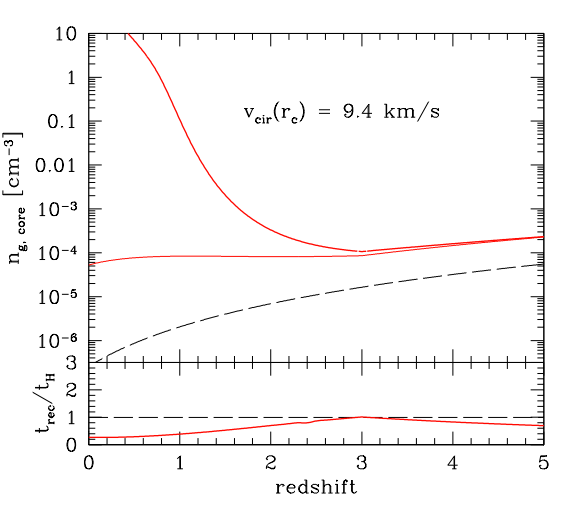 10
1
0.1
0.01
10⁻³
10⁻⁴
10⁻⁵
10⁻⁶
n_g, core [cm⁻³]
v_cir(r_c) = 9.4 km/s
3
2
1
0
t_rec/t_H
0 1 2 3 4 5
redshift